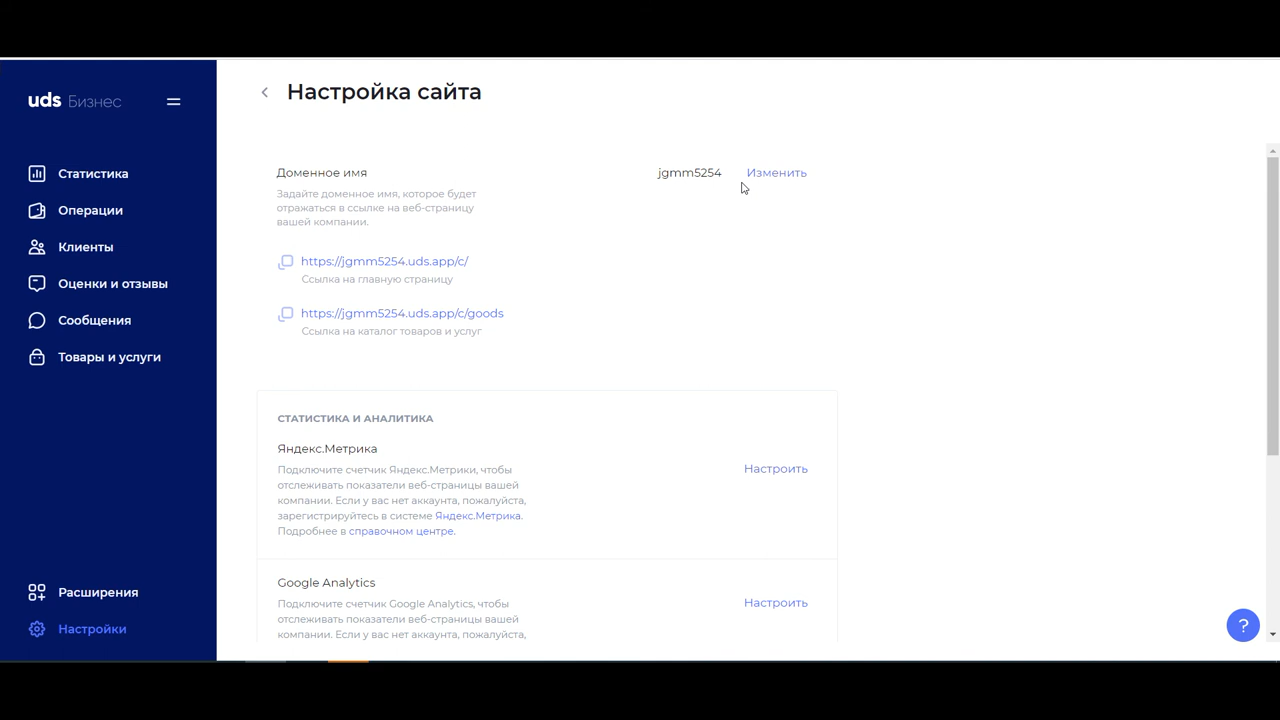 uds Бизнес
Статистика
Операции
Клиенты
Оценки и отзывы
Сообщения
Товары и услуги
Расширения
Настройки
Настройка сайта
Доменное имя
jgmm5254 Изменить
Задайте доменное имя, которое будет
отражаться в ссылке на веб-страницу
вашей компании.
https://jgmm5254.uds.app/c/
Ссылка на главную страницу
https://jgmm5254.uds.app/c/goods
Ссылка на каталог товаров и услуг
СТАТИСТИКА И АНАЛИТИКА
Яндекс.Метрика
Подключите счетчик Яндекс.Метрики, чтобы
отслеживать показатели веб-страницы вашей
компании. Если у вас нет аккаунта, пожалуйста,
зарегистрируйтесь в системе Яндекс.Метрика.
Подробнее в справочном центре.
Настроить
Google Analytics
Подключите счетчик Google Analytics, чтобы
отслеживать показатели веб-страницы вашей
компании. Если у вас нет аккаунта, пожалуйста,
Настроить
?